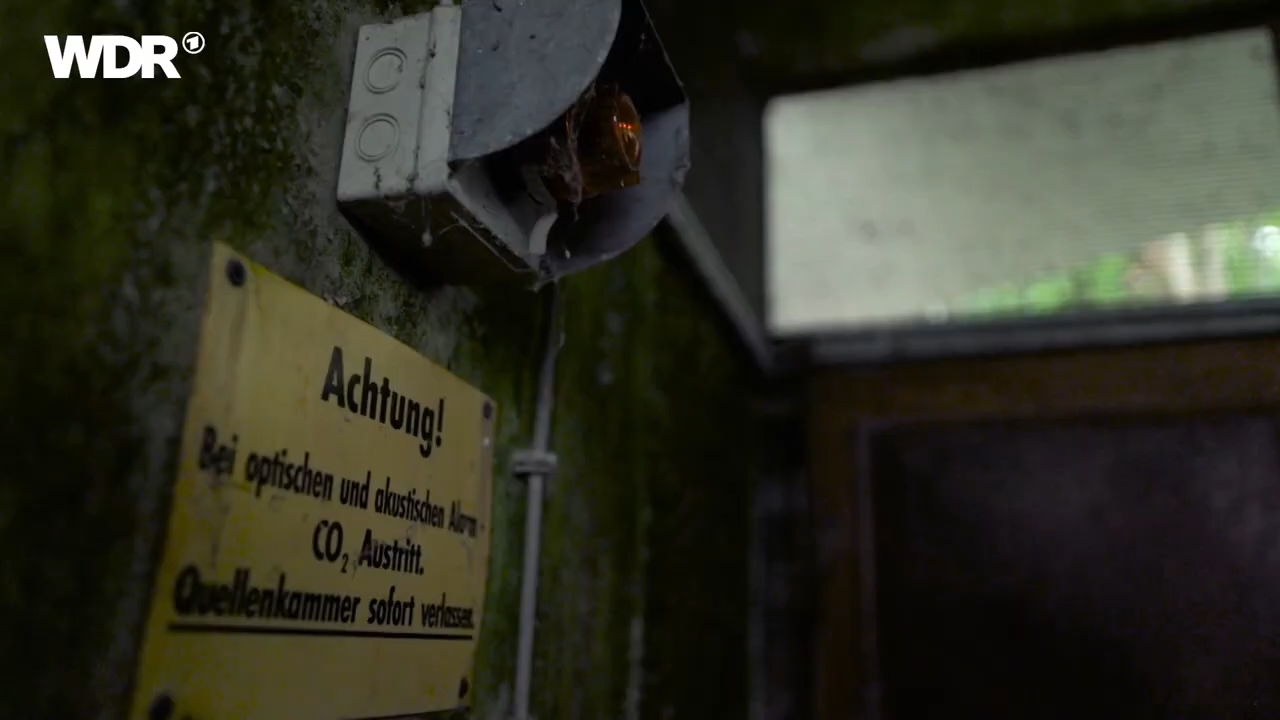 WDR
Achtung!
Bei optischen und akustischen Alarm -
CO₂ Austritt.
Quellenkammer sofort verlassen.